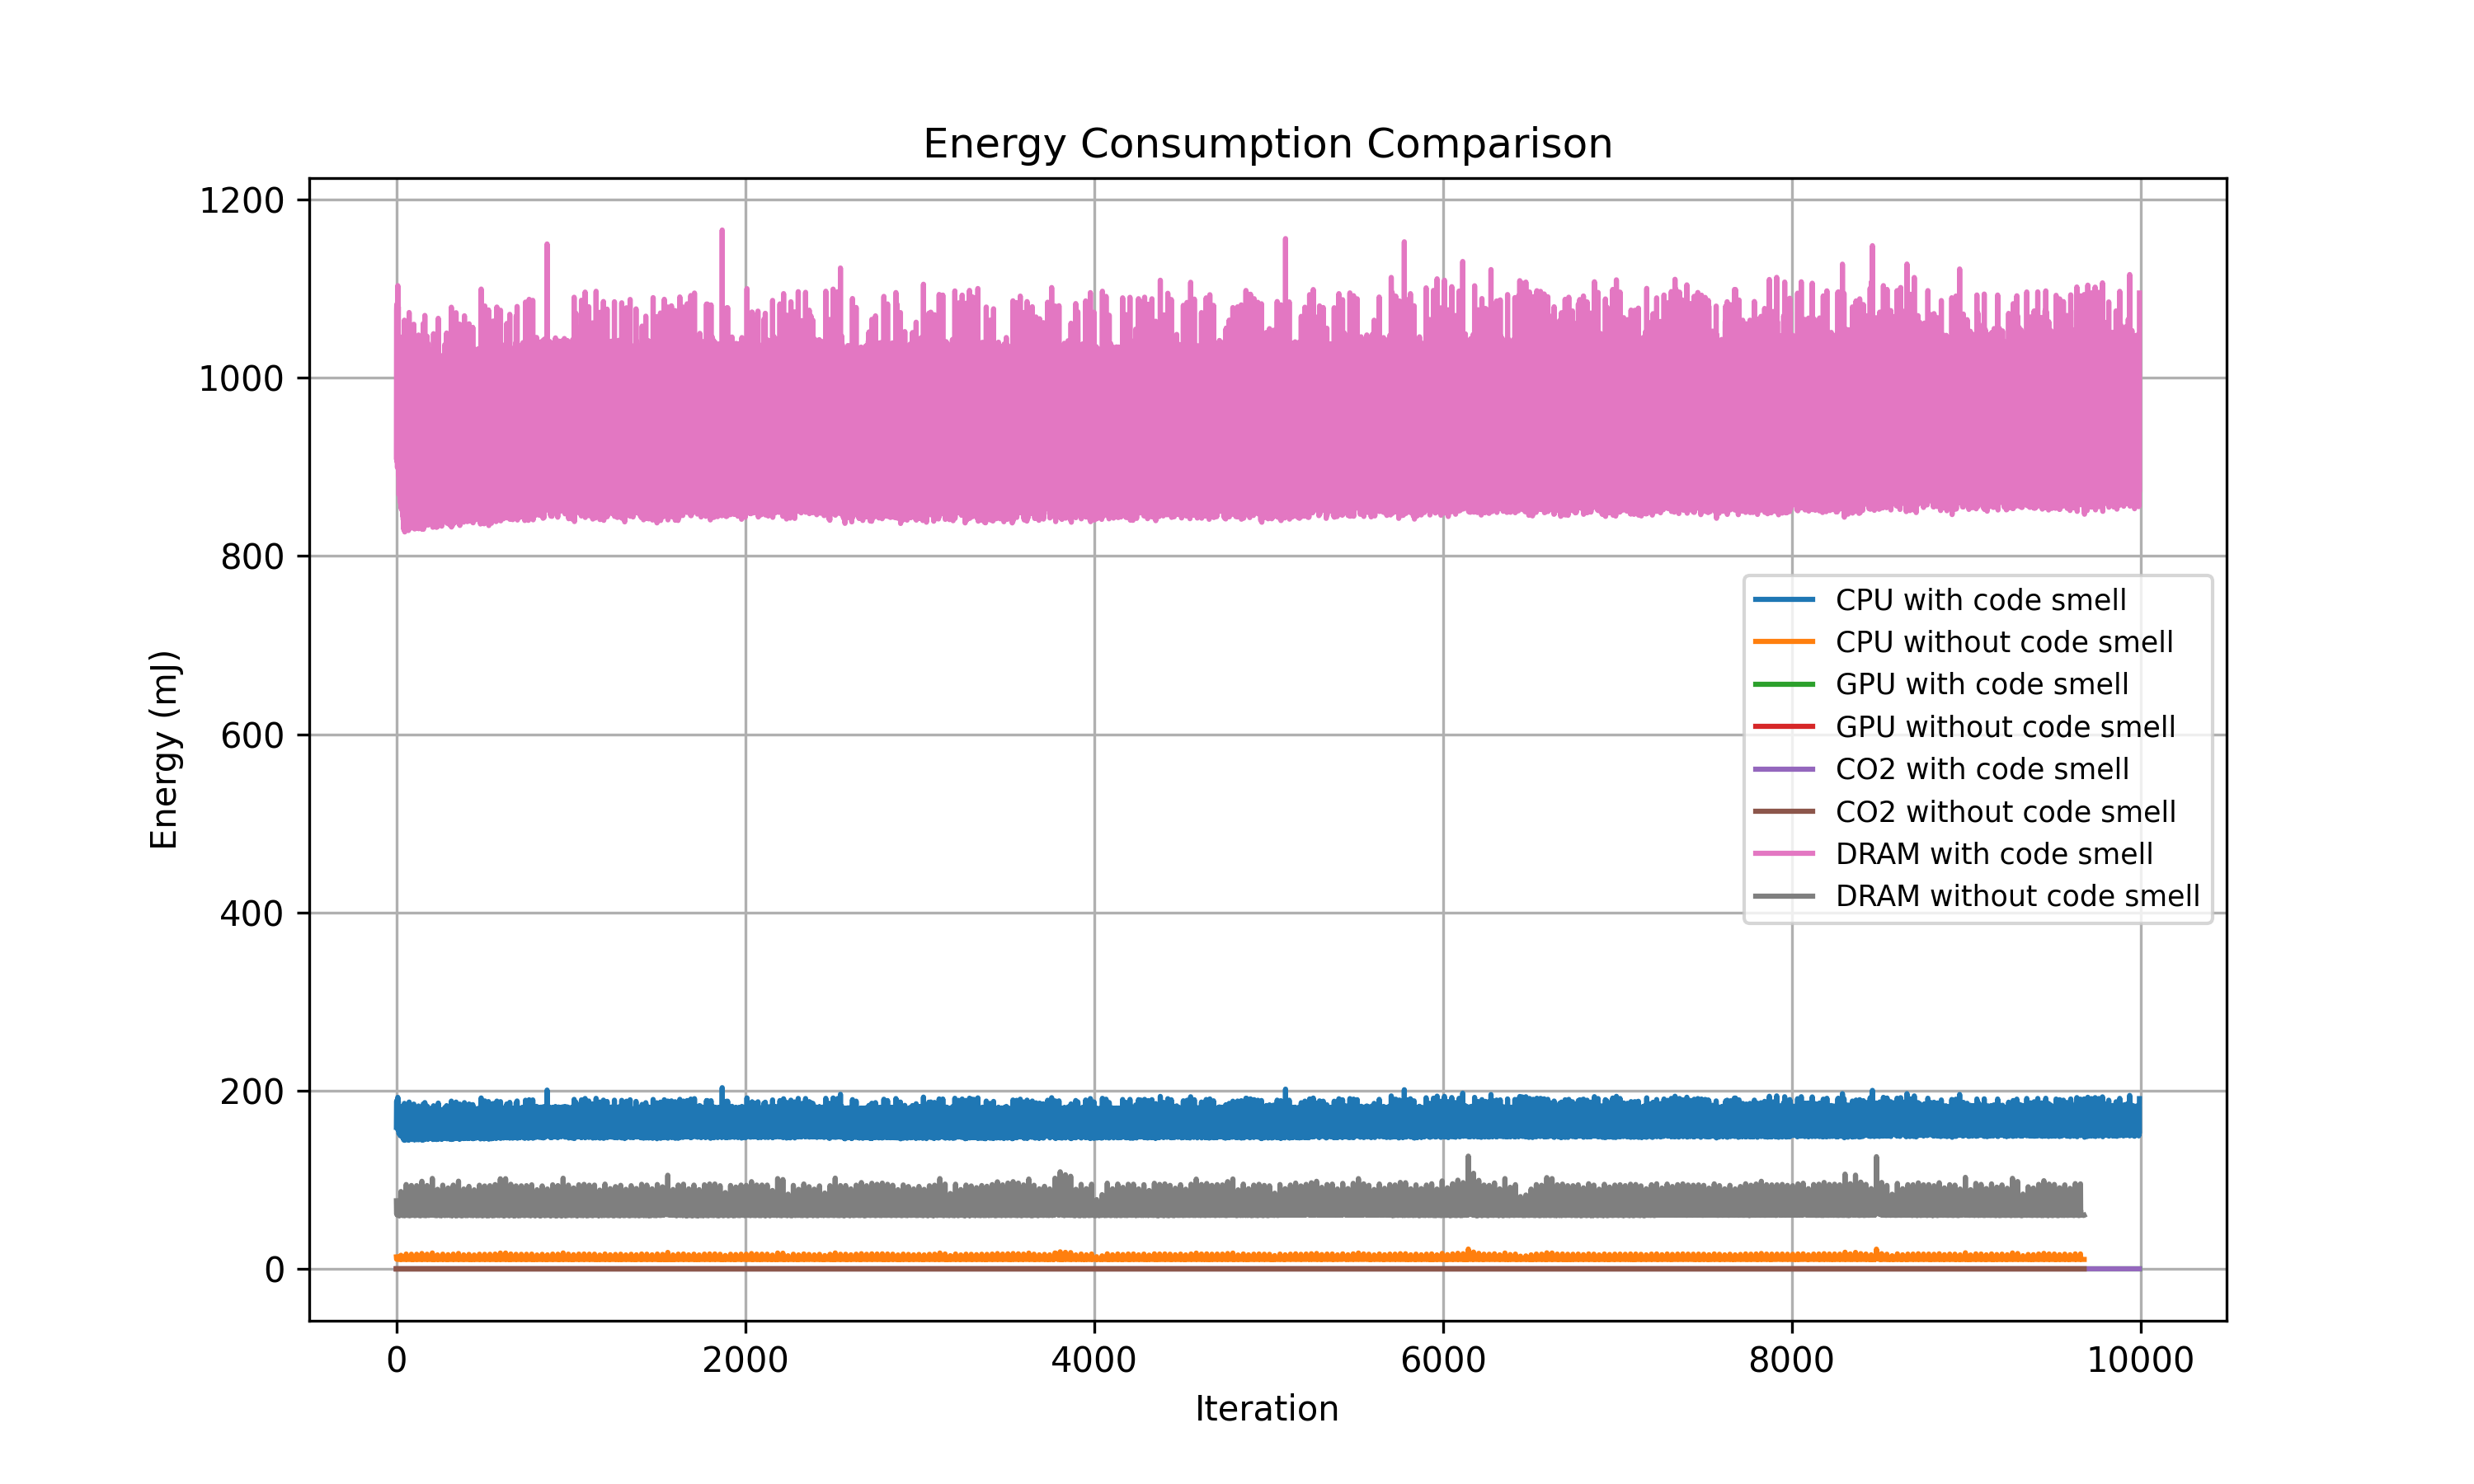 Energy Consumption Comparison
1200
1000
800
600
400
200
0
Energy (mJ)
CPU with code smell
CPU without code smell
GPU with code smell
GPU without code smell
CO2 with code smell
CO2 without code smell
DRAM with code smell
DRAM without code smell
0 2000 4000 6000 8000 10000
Iteration